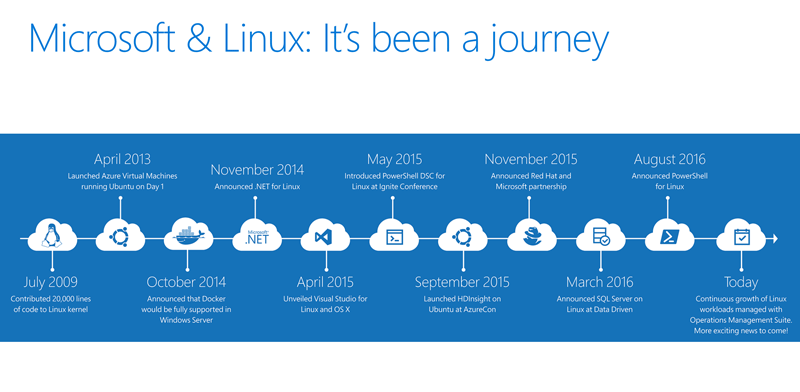 Microsoft & Linux: It's been a journey
April 2013
Launched Azure Virtual Machines
running Ubuntu on Day 1
November 2014
Announced .NET for Linux
May 2015
Introduced PowerShell DSC for
Linux at Ignite Conference
November 2015
Announced Red Hat and
Microsoft partnership
August 2016
Announced PowerShell
for Linux
Microsoft
.NET
July 2009
Contributed 20,000 lines
of code to Linux kernel
October 2014
Announced that Docker
would be fully supported in
Windows Server
April 2015
Unveiled Visual Studio for
Linux and OS X
September 2015
Launched HDInsight on
Ubuntu at AzureCon
March 2016
Announced SQL Server on
Linux at Data Driven
Today
Continuous growth of Linux
workloads managed with
Operations Management Suite.
More exciting news to come!